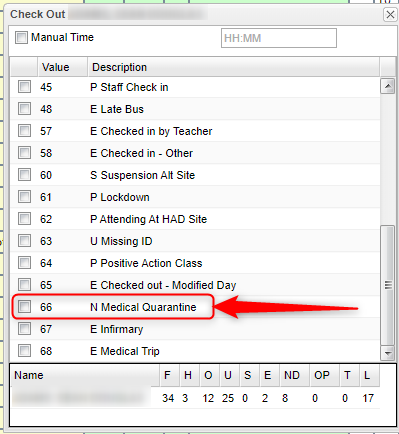 Check Out
Manual Time HH:MM
Value Description
45 P Staff Check in
48 E Late Bus
57 E Checked in by Teacher
58 E Checked in - Other
60 S Suspension Alt Site
61 P Lockdown
62 P Attending At HAD Site
63 U Missing ID
64 P Positive Action Class
65 E Checked out - Modified Day
66 N Medical Quarantine
67 E Infirmary
68 E Medical Trip
Name F H O U S E ND OP T L
34 3 12 25 0 2 8 0 0 17